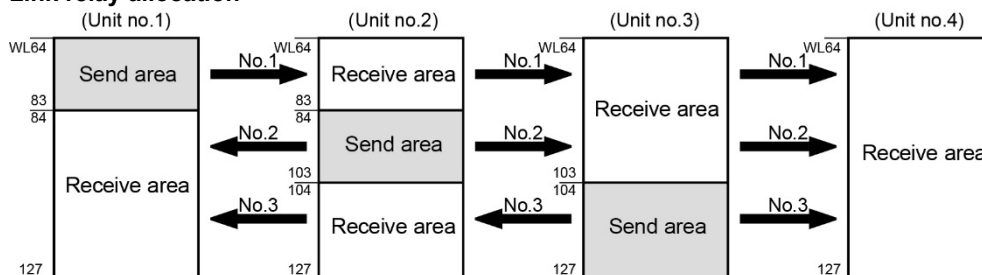 Link relay allocation
(Unit no.1) (Unit no.2) (Unit no.3) (Unit no.4)
WL64 WL64 WL64 WL64
Send area No.1 Receive area No.1 No.1
Receive area
83 83
84 84
No.2 Send area No.2 No.2
Receive area Receive area
103 103
104 104
No.3 Receive area No.3 Send area No.3
127 127 127 127